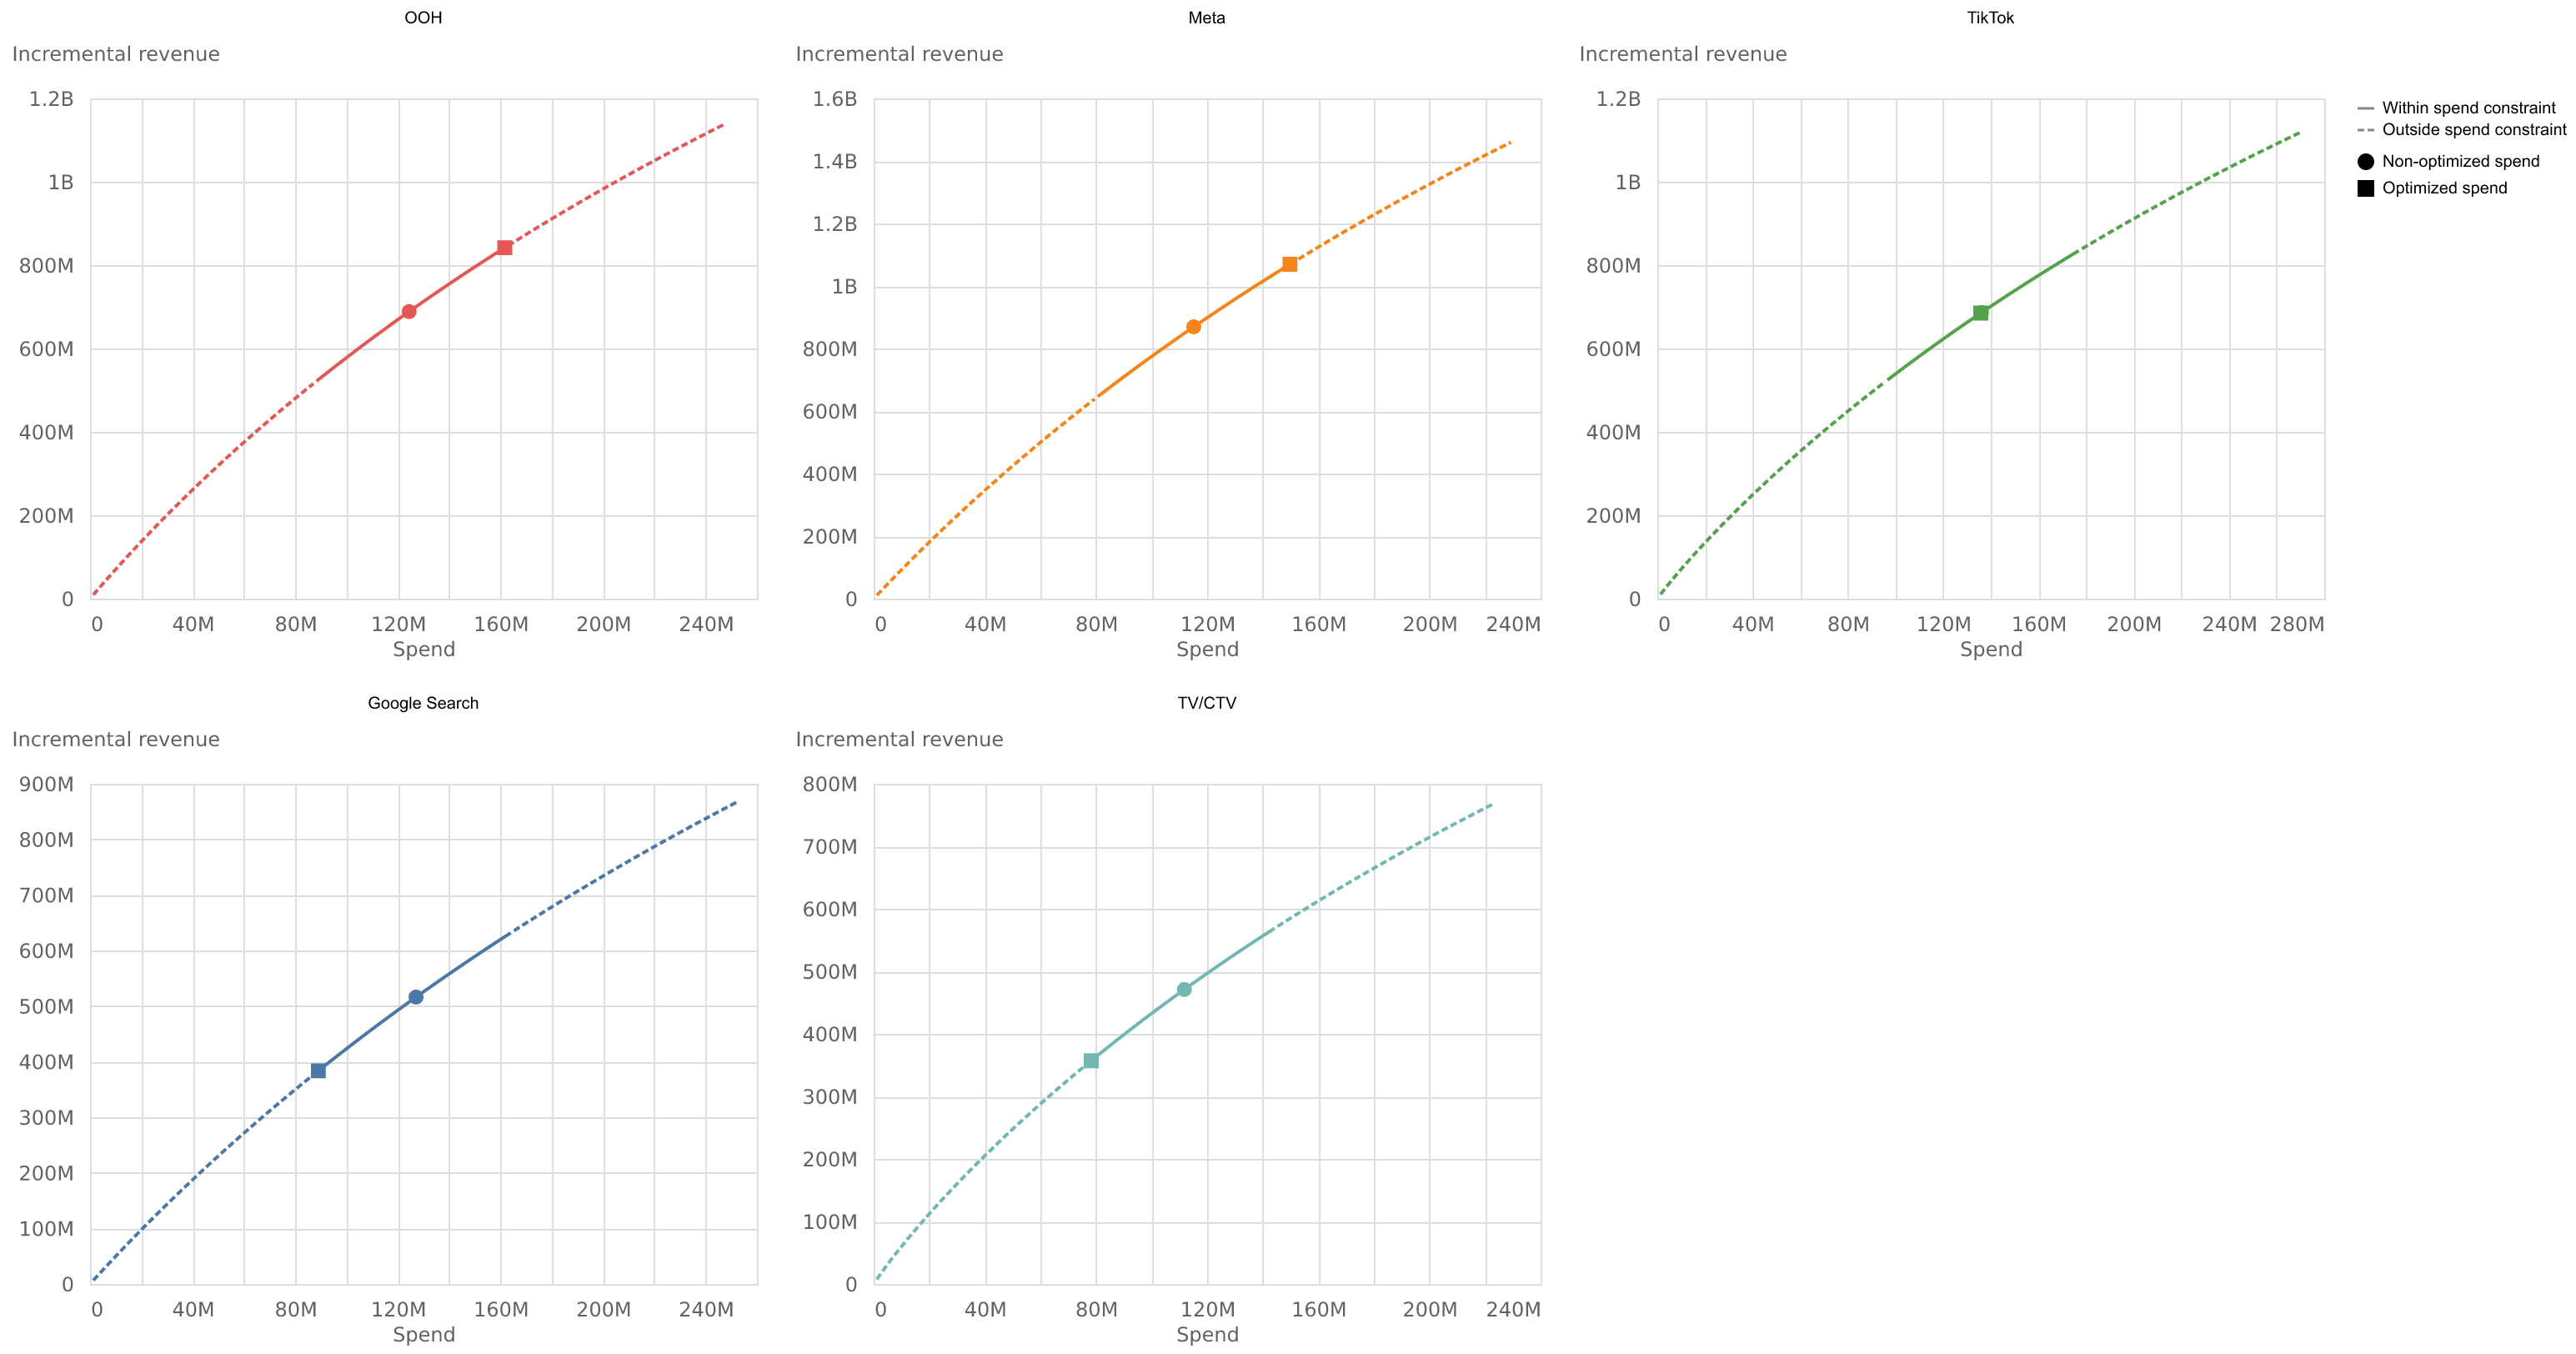 OOH
Incremental revenue
1.2B
1B
800M
600M
400M
200M
0
0 40M 80M 120M 160M 200M 240M
Spend
Meta
Incremental revenue
1.6B
1.4B
1.2B
1B
800M
600M
400M
200M
0
0 40M 80M 120M 160M 200M 240M
Spend
TikTok
Incremental revenue
1.2B
1B
800M
600M
400M
200M
0
0 40M 80M 120M 160M 200M 240M 280M
Spend
Within spend constraint
Outside spend constraint
Non-optimized spend
Optimized spend
Google Search
Incremental revenue
900M
800M
700M
600M
500M
400M
300M
200M
100M
0
0 40M 80M 120M 160M 200M 240M
Spend
TV/CTV
Incremental revenue
800M
700M
600M
500M
400M
300M
200M
100M
0
0 40M 80M 120M 160M 200M 240M
Spend